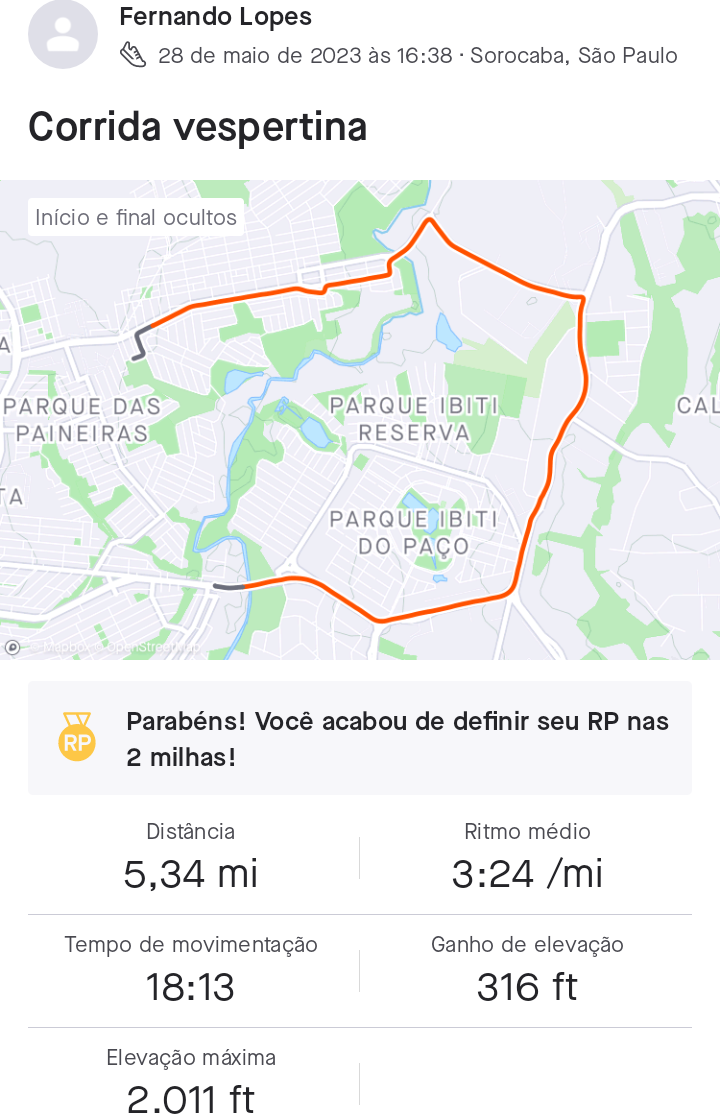 Fernando Lopes
28 de maio de 2023 às 16:38 · Sorocaba, São Paulo
Corrida vespertina
Início e final ocultos
A
PARQUE DAS
PAINEIRAS
PARQUE IBITI
RESERVA
CAL
TA
PARQUE IBITI
DO PAÇO
© Mapbox © OpenStreetMap
RP
Parabéns! Você acabou de definir seu RP nas
2 milhas!
Distância
5,34 mi
Ritmo médio
3:24 /mi
Tempo de movimentação
18:13
Ganho de elevação
316 ft
Elevação máxima
2.011 ft